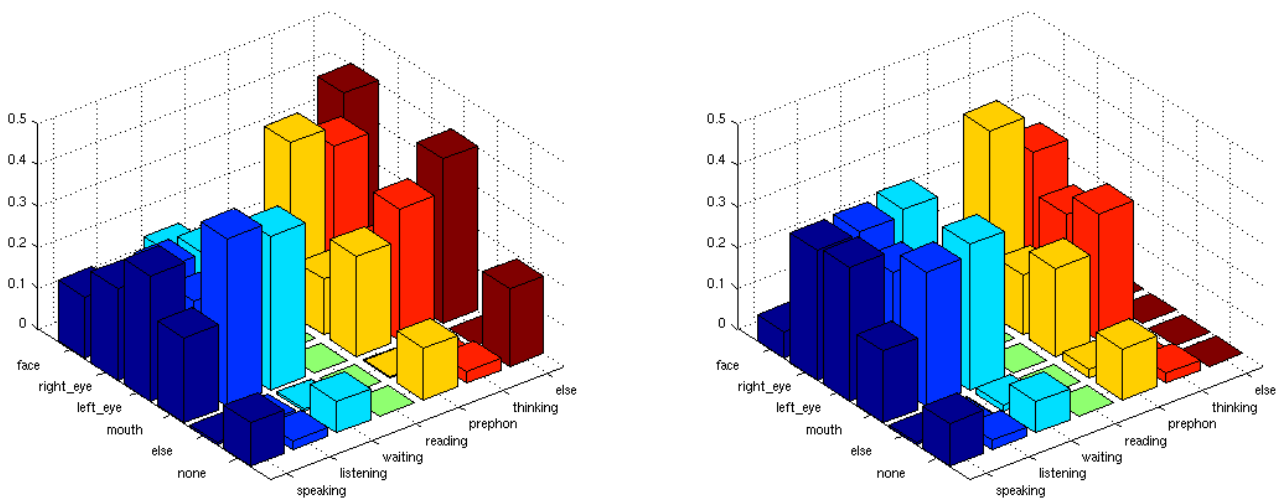 0.5
0.4
0.3
0.2
0.1
0
face
right_eye
left_eye
mouth
else
none
speaking
listening
waiting
reading
prephon
thinking
else
0.5
0.4
0.3
0.2
0.1
0
face
right_eye
left_eye
mouth
else
none
speaking
listening
waiting
reading
prephon
thinking
else